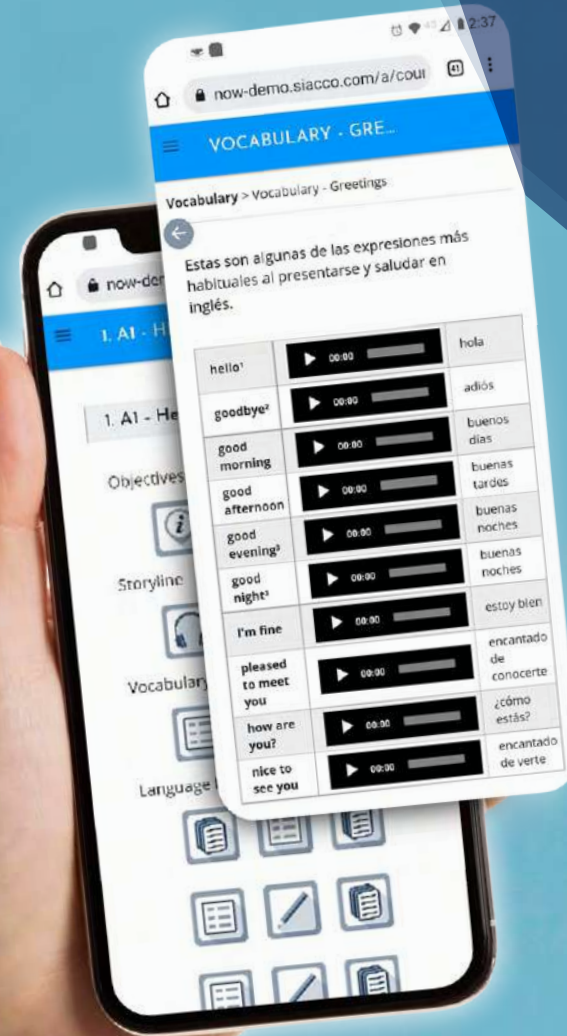 2:37
now-demo.siacco.com/a/cour
41
VOCABULARY - GRE...
Vocabulary > Vocabulary - Greetings
Estas son algunas de las expresiones más
habituales al presentarse y saludar en
inglés.
hello¹ 00:00 hola
goodbye² 00:00 adiós
good
morning 00:00 buenos
días
good
afternoon 00:00 buenas
tardes
good
evening³ 00:00 buenas
noches
good
night³ 00:00 buenas
noches
I'm fine 00:00 estoy bien
pleased
to meet
you 00:00 encantado
de
conocerte
how are
you? 00:00 ¿cómo
estás?
nice to
see you 00:00 encantado
de verte
now-de
1. A1 - H
1. A1 - He
Objectives
Storyline
Vocabulary
Language